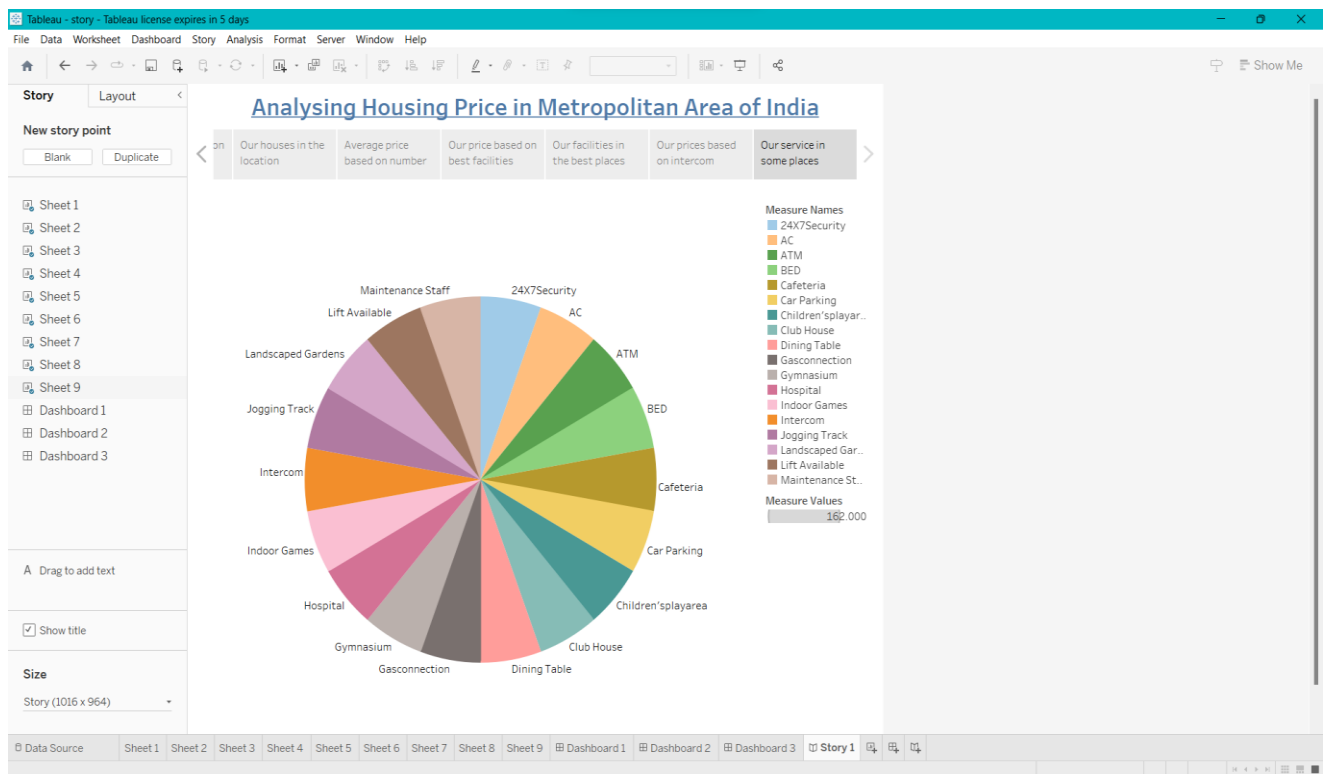 Tableau - story - Tableau license expires in 5 days
File Data Worksheet Dashboard Story Analysis Format Server Window Help
Show Me
Story Layout
New story point
Blank Duplicate
Sheet 1
Sheet 2
Sheet 3
Sheet 4
Sheet 5
Sheet 6
Sheet 7
Sheet 8
Sheet 9
Dashboard 1
Dashboard 2
Dashboard 3
A Drag to add text
Show title
Size
Story (1016 x 964)
Analysing Housing Price in Metropolitan Area of India
on
Our houses in the
location
Average price
based on number
Our price based on
best facilities
Our facilities in
the best places
Our prices based
on intercom
Our service in
some places
Maintenance Staff
24X7Security
Lift Available
AC
Landscaped Gardens
ATM
Jogging Track
BED
Intercom
Cafeteria
Indoor Games
Car Parking
Hospital
Children'splayarea
Gymnasium
Club House
Gasconnection
Dining Table
Measure Names
24X7Security
AC
ATM
BED
Cafeteria
Car Parking
Children'splayar..
Club House
Dining Table
Gasconnection
Gymnasium
Hospital
Indoor Games
Intercom
Jogging Track
Landscaped Gar..
Lift Available
Maintenance St..
Measure Values
162.000
Data Source Sheet 1 Sheet 2 Sheet 3 Sheet 4 Sheet 5 Sheet 6 Sheet 7 Sheet 8 Sheet 9 Dashboard 1 Dashboard 2 Dashboard 3 Story 1